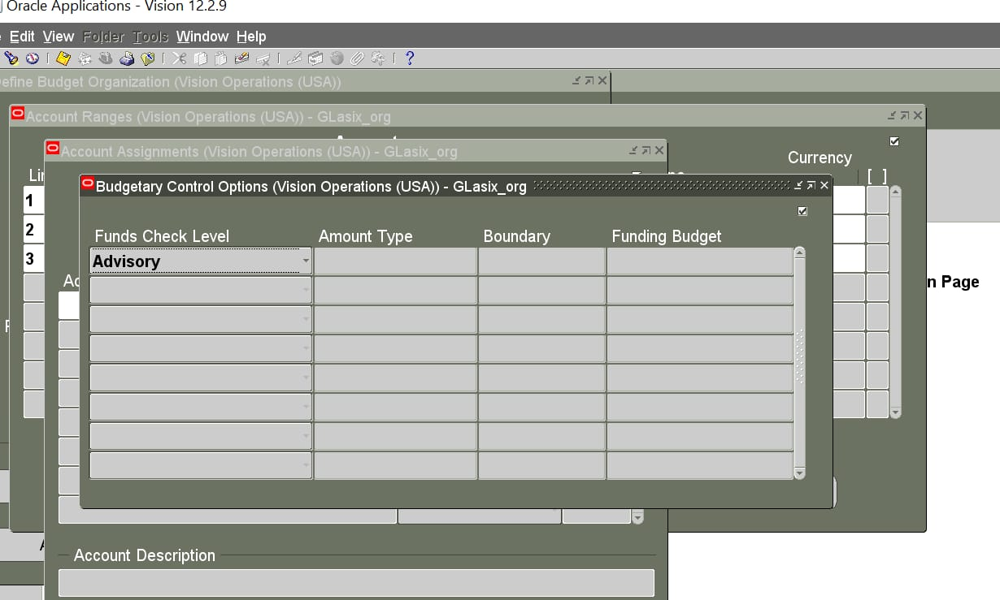 Oracle Applications - Vision 12.2.9
Edit View Folder Tools Window Help
efine Budget Organization (Vision Operations (USA))
Account Ranges (Vision Operations (USA)) - GLasix_org
Account Assignments (Vision Operations (USA)) - GLasix_org
Currency
[ ]
Budgetary Control Options (Vision Operations (USA)) - GLasix_org
Funds Check Level Amount Type Boundary Funding Budget
1
Advisory
2
3
n Page
Account Description